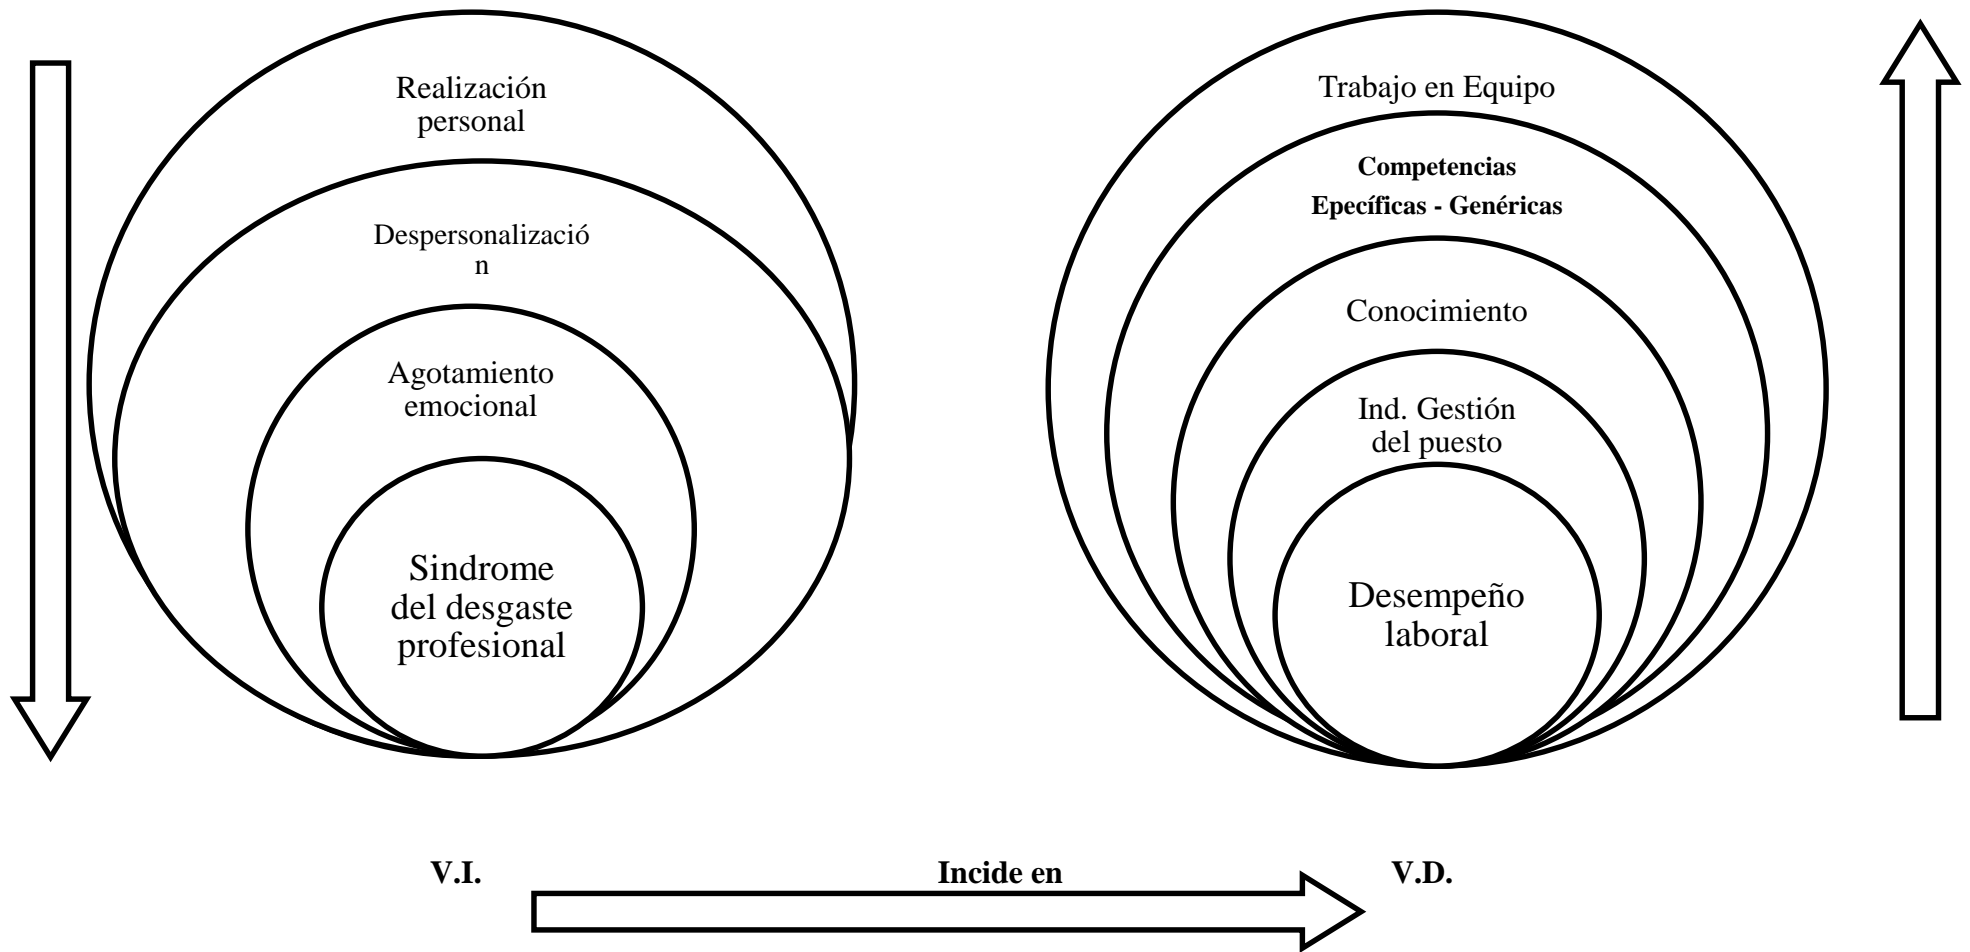 Realización
personal
Despersonalizació
n
Agotamiento
emocional
Sindrome
del desgaste
profesional
Trabajo en Equipo
Competencias
Epecíficas - Genéricas
Conocimiento
Ind. Gestión
del puesto
Desempeño
laboral
V.I.
Incide en
V.D.